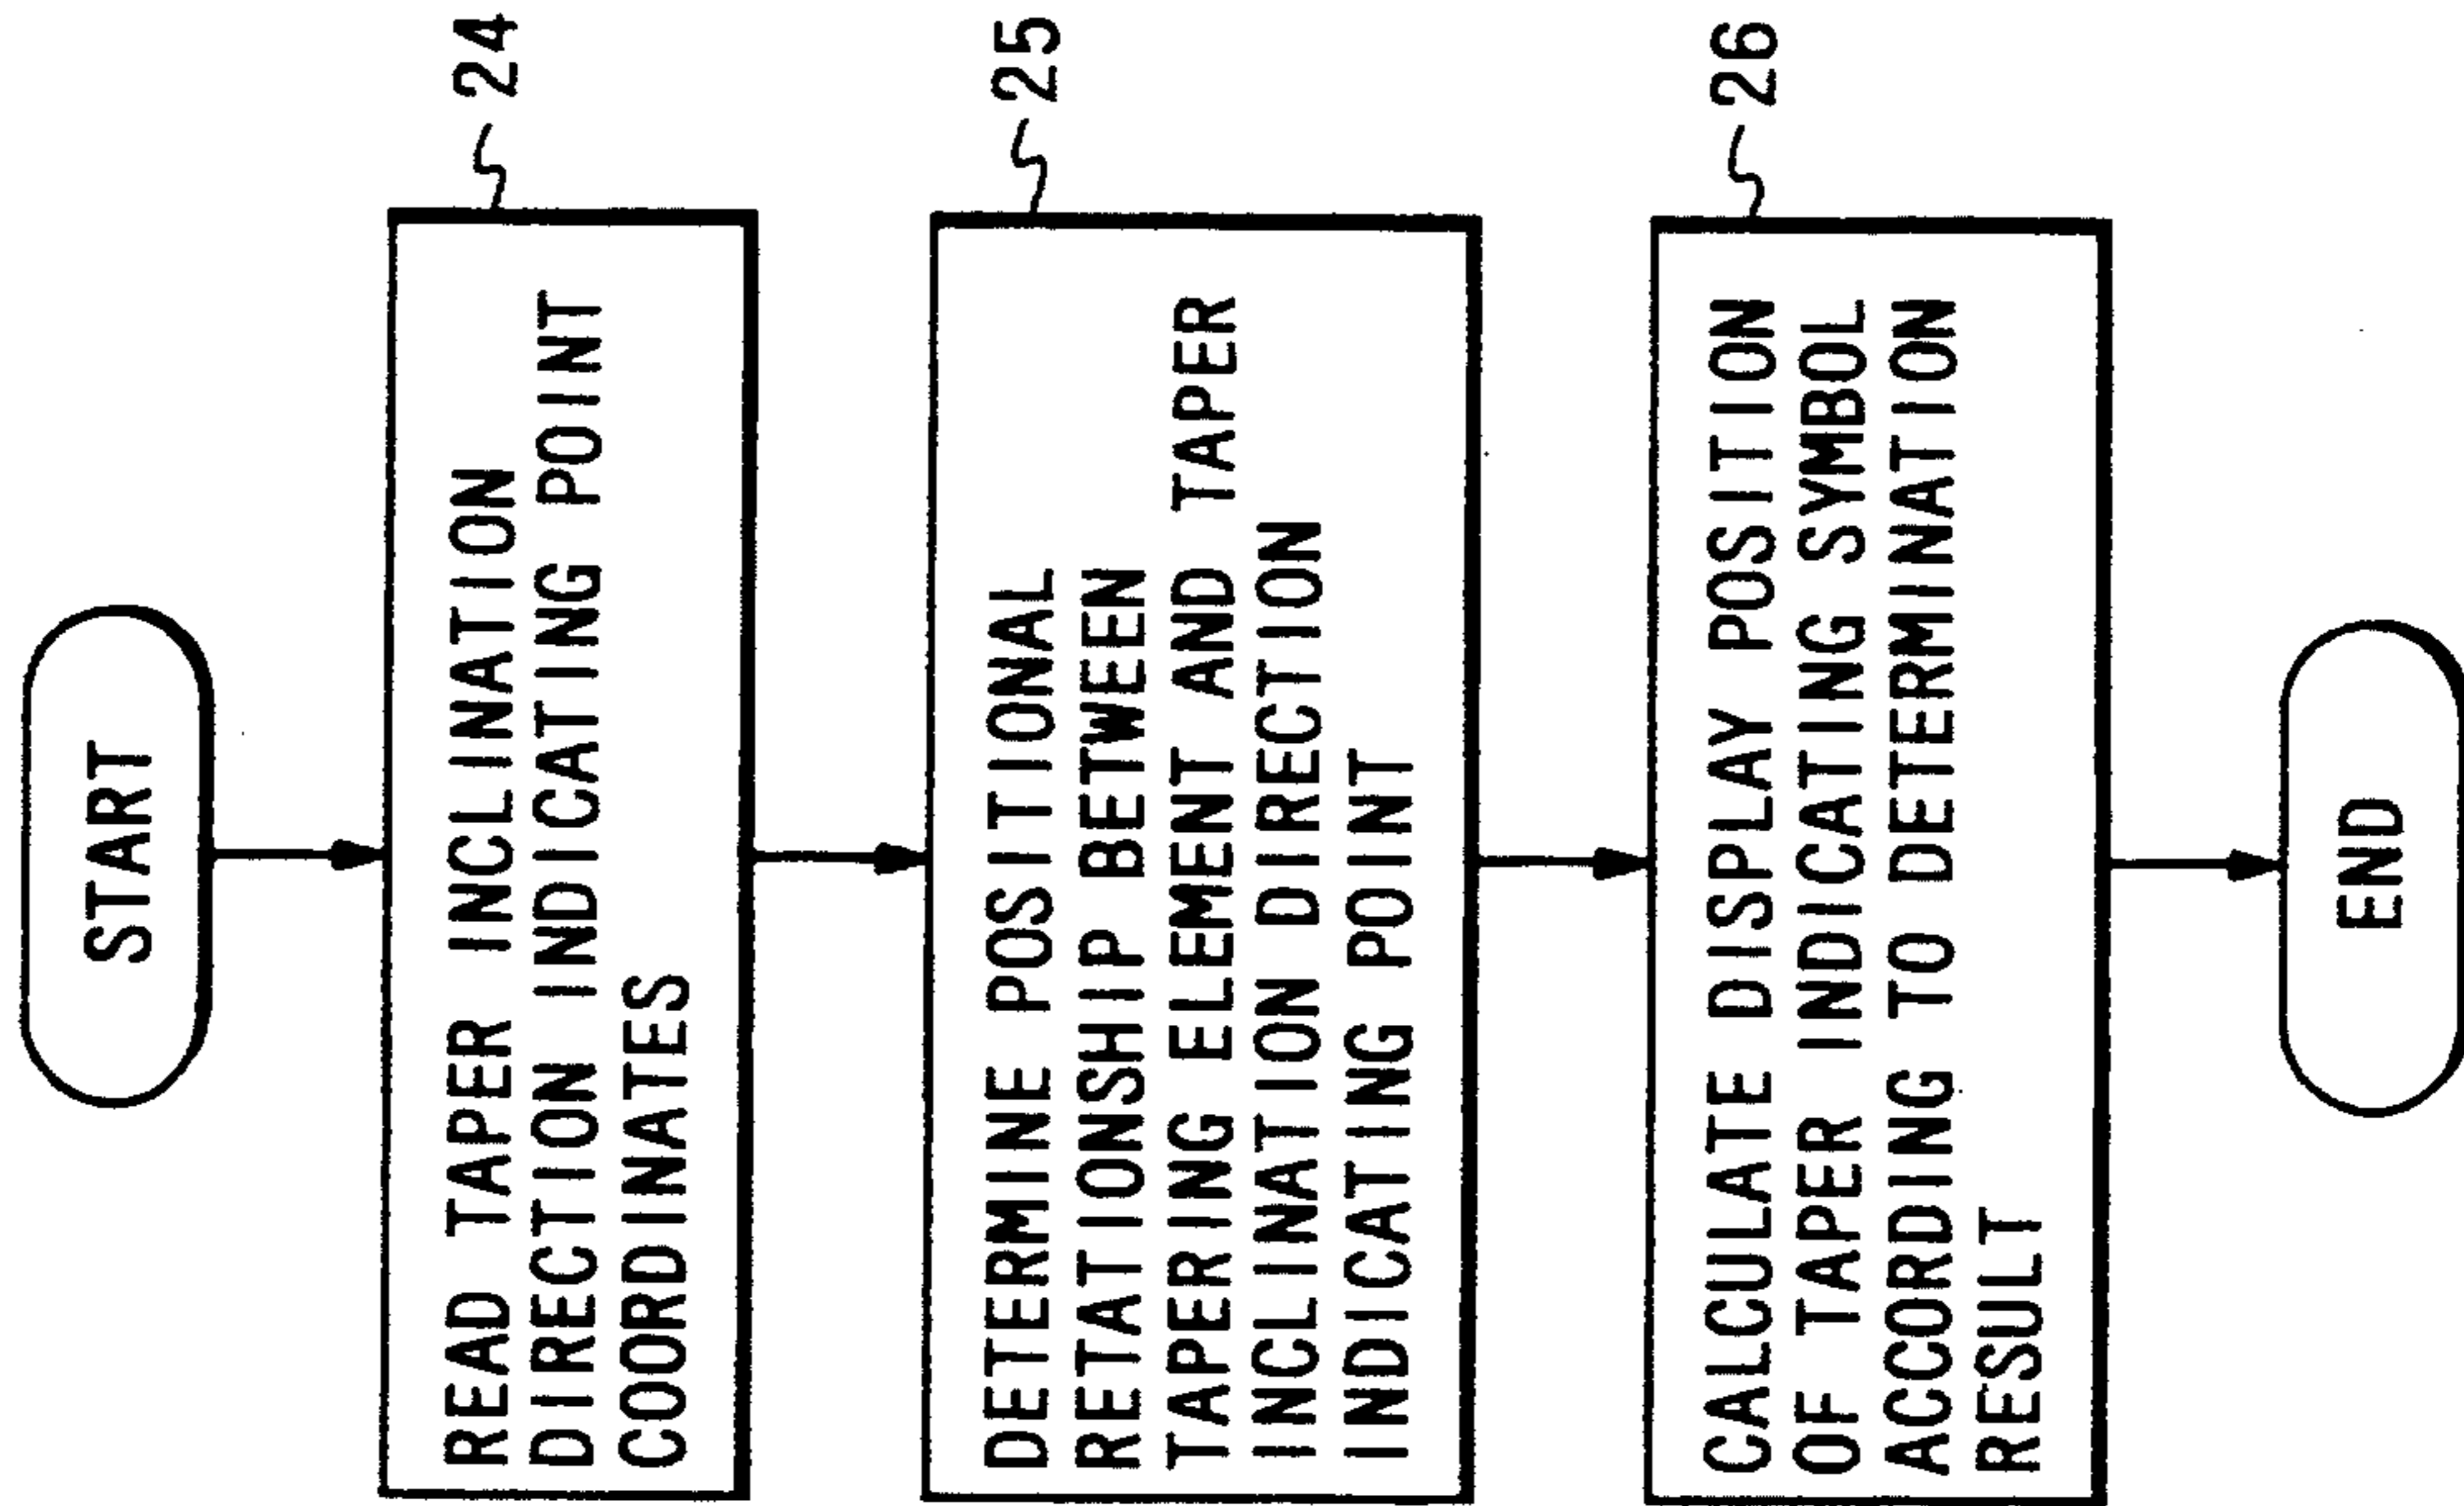 START
READ TAPER INCLINATION
DIRECTION INDICATING POINT
COORDINATES
24
DETERMINE POSITIONAL
RETATIONSHIP BETWEEN
TAPERING ELEMENT AND TAPER
INCLINATION DIRECTION
INDICATING POINT
25
CALCULATE DISPLAY POSITION
OF TAPER INDICATING SYMBOL
ACCORDING TO DETERMINATION
RESULT
26
END